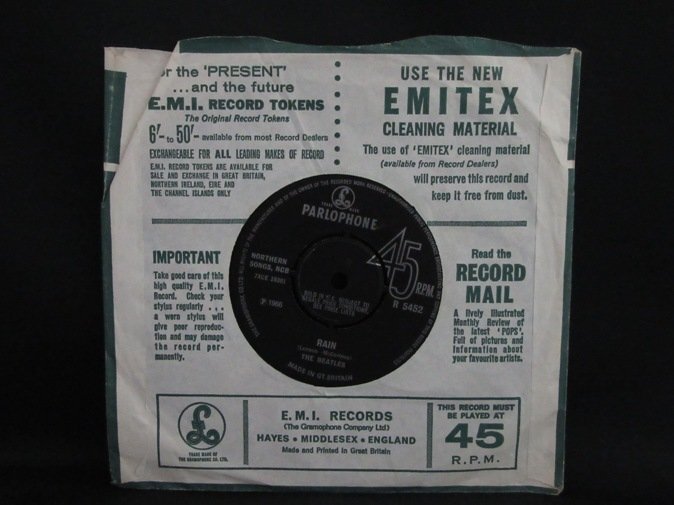 or the 'PRESENT'
...and the future
E.M.I. RECORD TOKENS
The Original Record Tokens
6'- to 50'- available from most Record Dealers
EXCHANGEABLE FOR ALL LEADING MAKES OF RECORD
E.M.I. RECORD TOKENS ARE AVAILABLE FOR
SALE AND EXCHANGE IN GREAT BRITAIN,
NORTHERN IRELAND, EIRE AND
THE CHANNEL ISLANDS ONLY
USE THE NEW
EMITEX
CLEANING MATERIAL
The use of 'EMITEX' cleaning material
(available from Record Dealers)
will preserve this record and
keep it free from dust.
IMPORTANT
Take good care of this
high quality E.M.I.
Record. Check your
stylus regularly ...
a worn stylus will
give poor reproduc-
tion and may damage
the record per-
manently.
TRADE MARK
PARLOPHONE
NORTHERN
SONGS, NCB
℗ 1966
45 R.P.M.
R 5452
RAIN
(Lennon-McCartney)
THE BEATLES
MADE IN GT. BRITAIN
Read the
RECORD
MAIL
A lively Illustrated
Monthly Review of
the latest 'POPS'.
Full of pictures and
information about
your favourite artists.
£
TRADE MARK OF
THE GRAMOPHONE CO. LTD.
E.M.I. RECORDS
(The Gramophone Company Ltd)
HAYES • MIDDLESEX • ENGLAND
Made and Printed in Great Britain
THIS RECORD MUST
BE PLAYED AT
45
R.P.M.